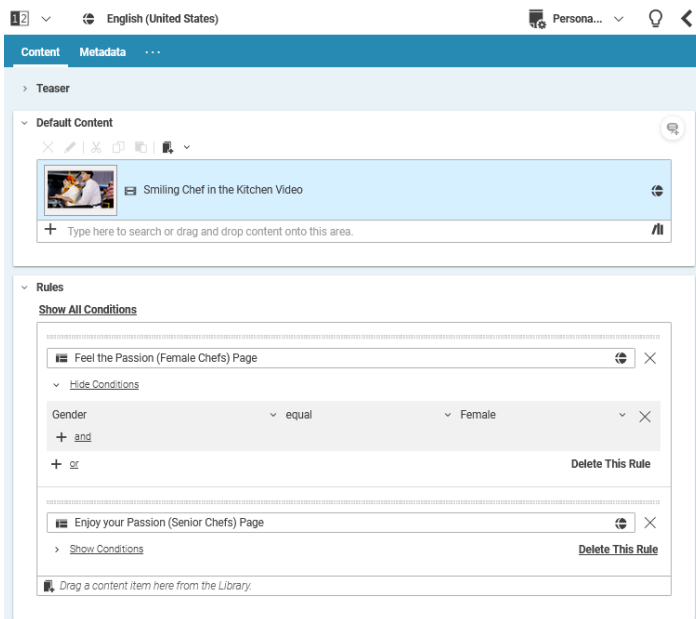 12
English (United States)
Persona...
Content Metadata ...
Teaser
Default Content
Smiling Chef in the Kitchen Video
Type here to search or drag and drop content onto this area.
Rules
Show All Conditions
Feel the Passion (Female Chefs) Page
Hide Conditions
Gender equal Female
and
or Delete This Rule
Enjoy your Passion (Senior Chefs) Page
Show Conditions Delete This Rule
Drag a content item here from the Library.